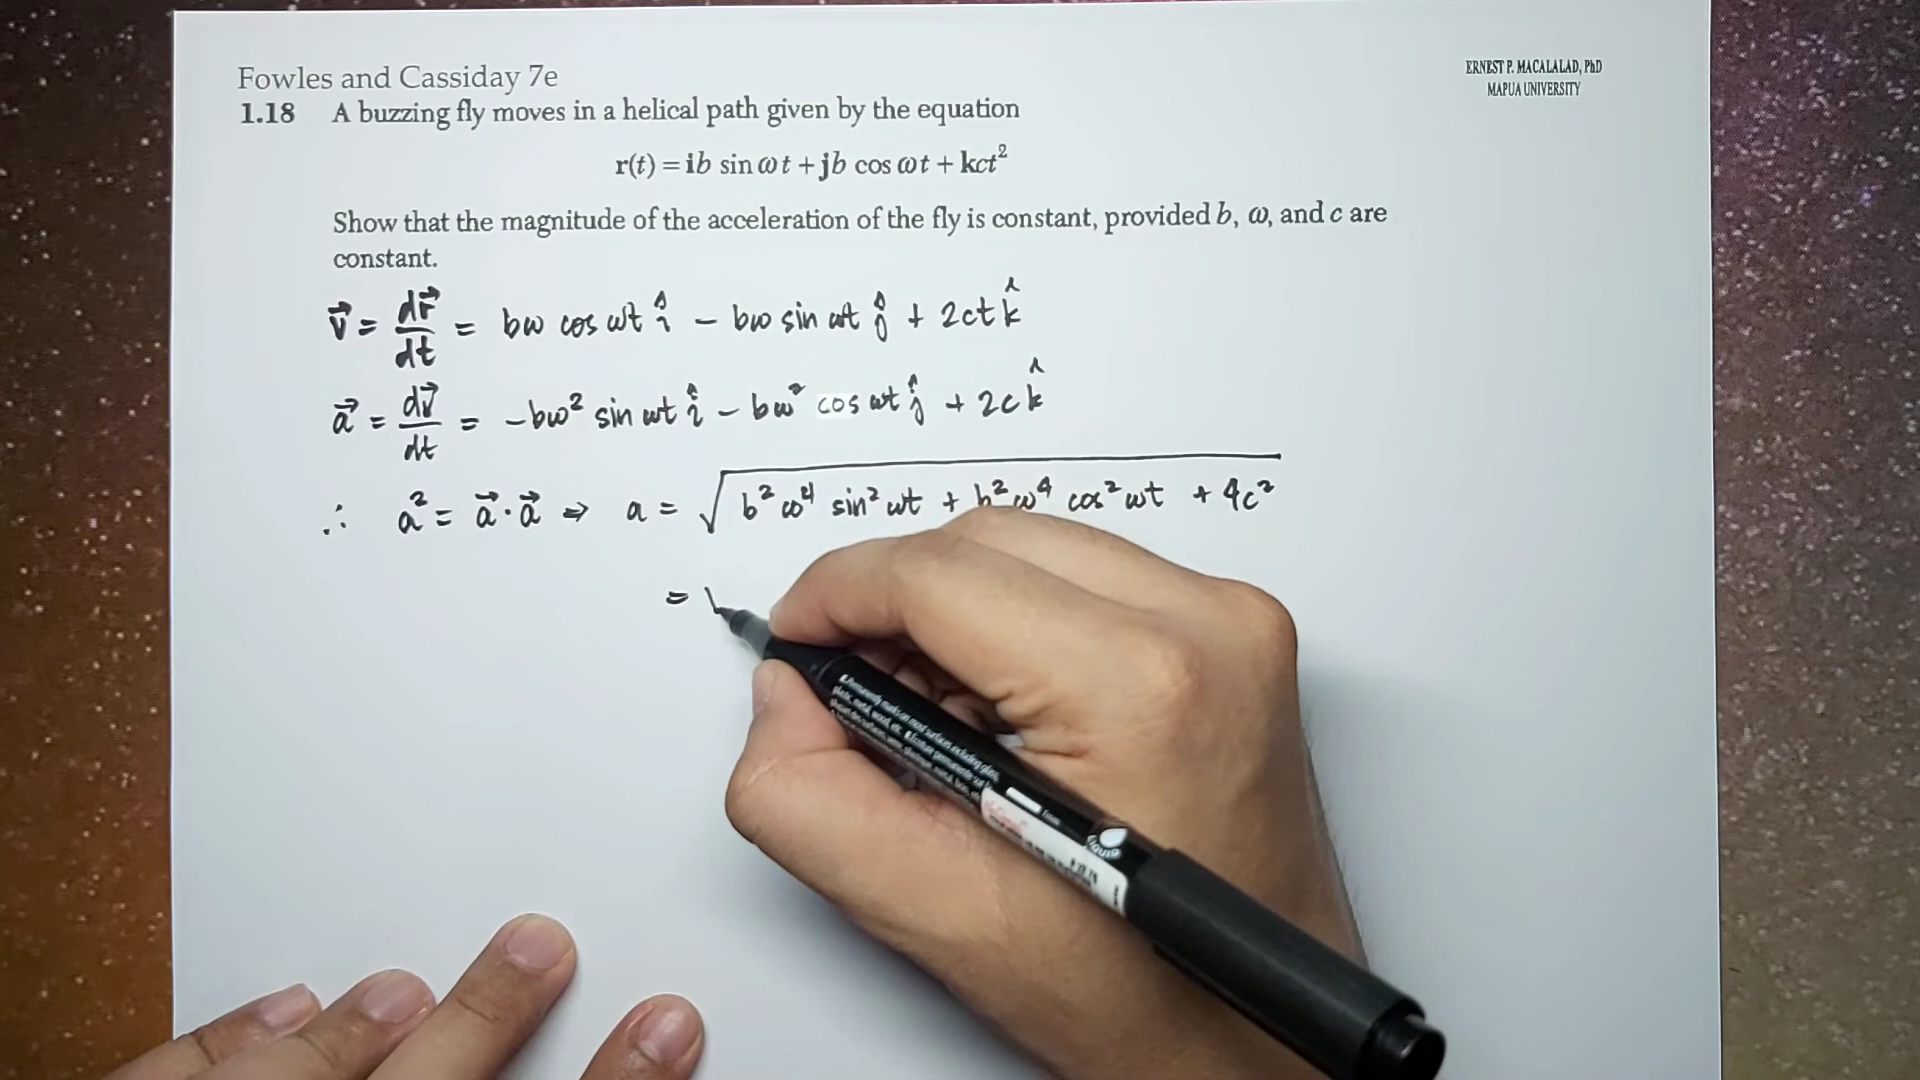 Fowles and Cassiday 7e
ERNEST P. MACALALAD, PhD
MAPUA UNIVERSITY
1.18 A buzzing fly moves in a helical path given by the equation
r(t) = ib sin ωt + jb cos ωt + kct²
Show that the magnitude of the acceleration of the fly is constant, provided b, ω, and c are
constant.
v⃗ = dr⃗/dt = bω cos ωt î − bω sin ωt ĵ + 2ct k̂
a⃗ = dv⃗/dt = −bω² sin ωt î − bω² cos ωt ĵ + 2c k̂
∴ a² = a⃗·a⃗ ⇒ a = √(b²ω⁴ sin² ωt + b²ω⁴ cos² ωt + 4c²)
=